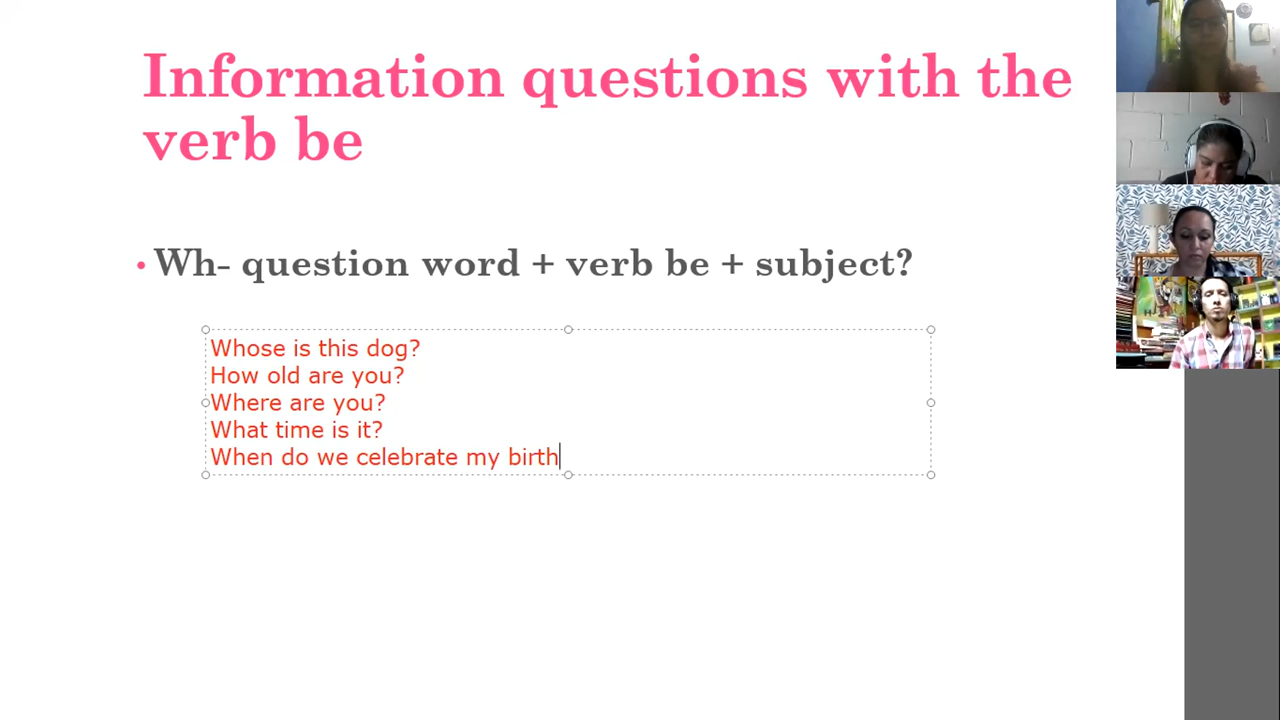 Information questions with the
verb be
• Wh- question word + verb be + subject?
Whose is this dog?
How old are you?
Where are you?
What time is it?
When do we celebrate my birth